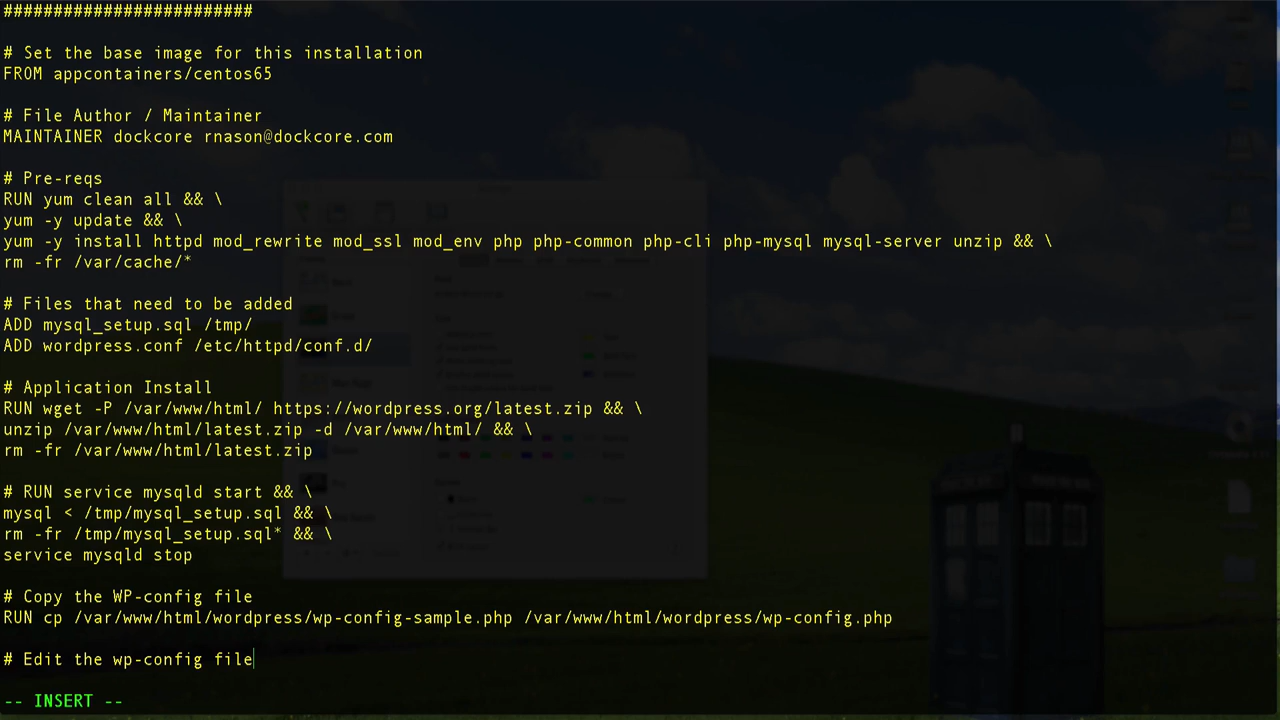 #########################
# Set the base image for this installation
FROM appcontainers/centos65
# File Author / Maintainer
MAINTAINER dockcore rnason@dockcore.com
# Pre-reqs
RUN yum clean all && \
yum -y update && \
yum -y install httpd mod_rewrite mod_ssl mod_env php php-common php-cli php-mysql mysql-server unzip && \
rm -fr /var/cache/*
# Files that need to be added
ADD mysql_setup.sql /tmp/
ADD wordpress.conf /etc/httpd/conf.d/
# Application Install
RUN wget -P /var/www/html/ https://wordpress.org/latest.zip && \
unzip /var/www/html/latest.zip -d /var/www/html/ && \
rm -fr /var/www/html/latest.zip
# RUN service mysqld start && \
mysql < /tmp/mysql_setup.sql && \
rm -fr /tmp/mysql_setup.sql* && \
service mysqld stop
# Copy the WP-config file
RUN cp /var/www/html/wordpress/wp-config-sample.php /var/www/html/wordpress/wp-config.php
# Edit the wp-config file
-- INSERT --